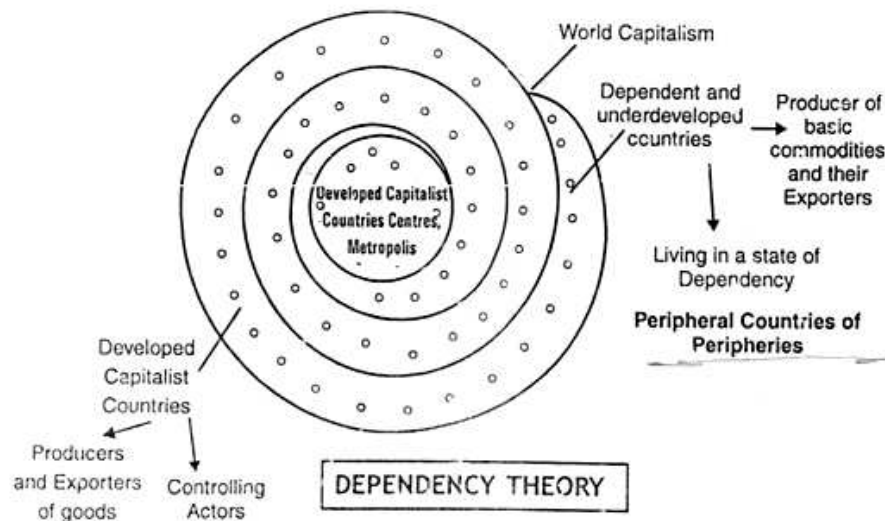 World Capitalism
Dependent and
underdeveloped
countries
Producer of
basic
commodities
and their
Exporters
Developed Capitalist
Countries Centres,
Metropolis
Living in a state of
Dependency
Peripheral Countries of
Peripheries
Developed
Capitalist
Countries
Producers
and Exporters
of goods
Controlling
Actors
DEPENDENCY THEORY